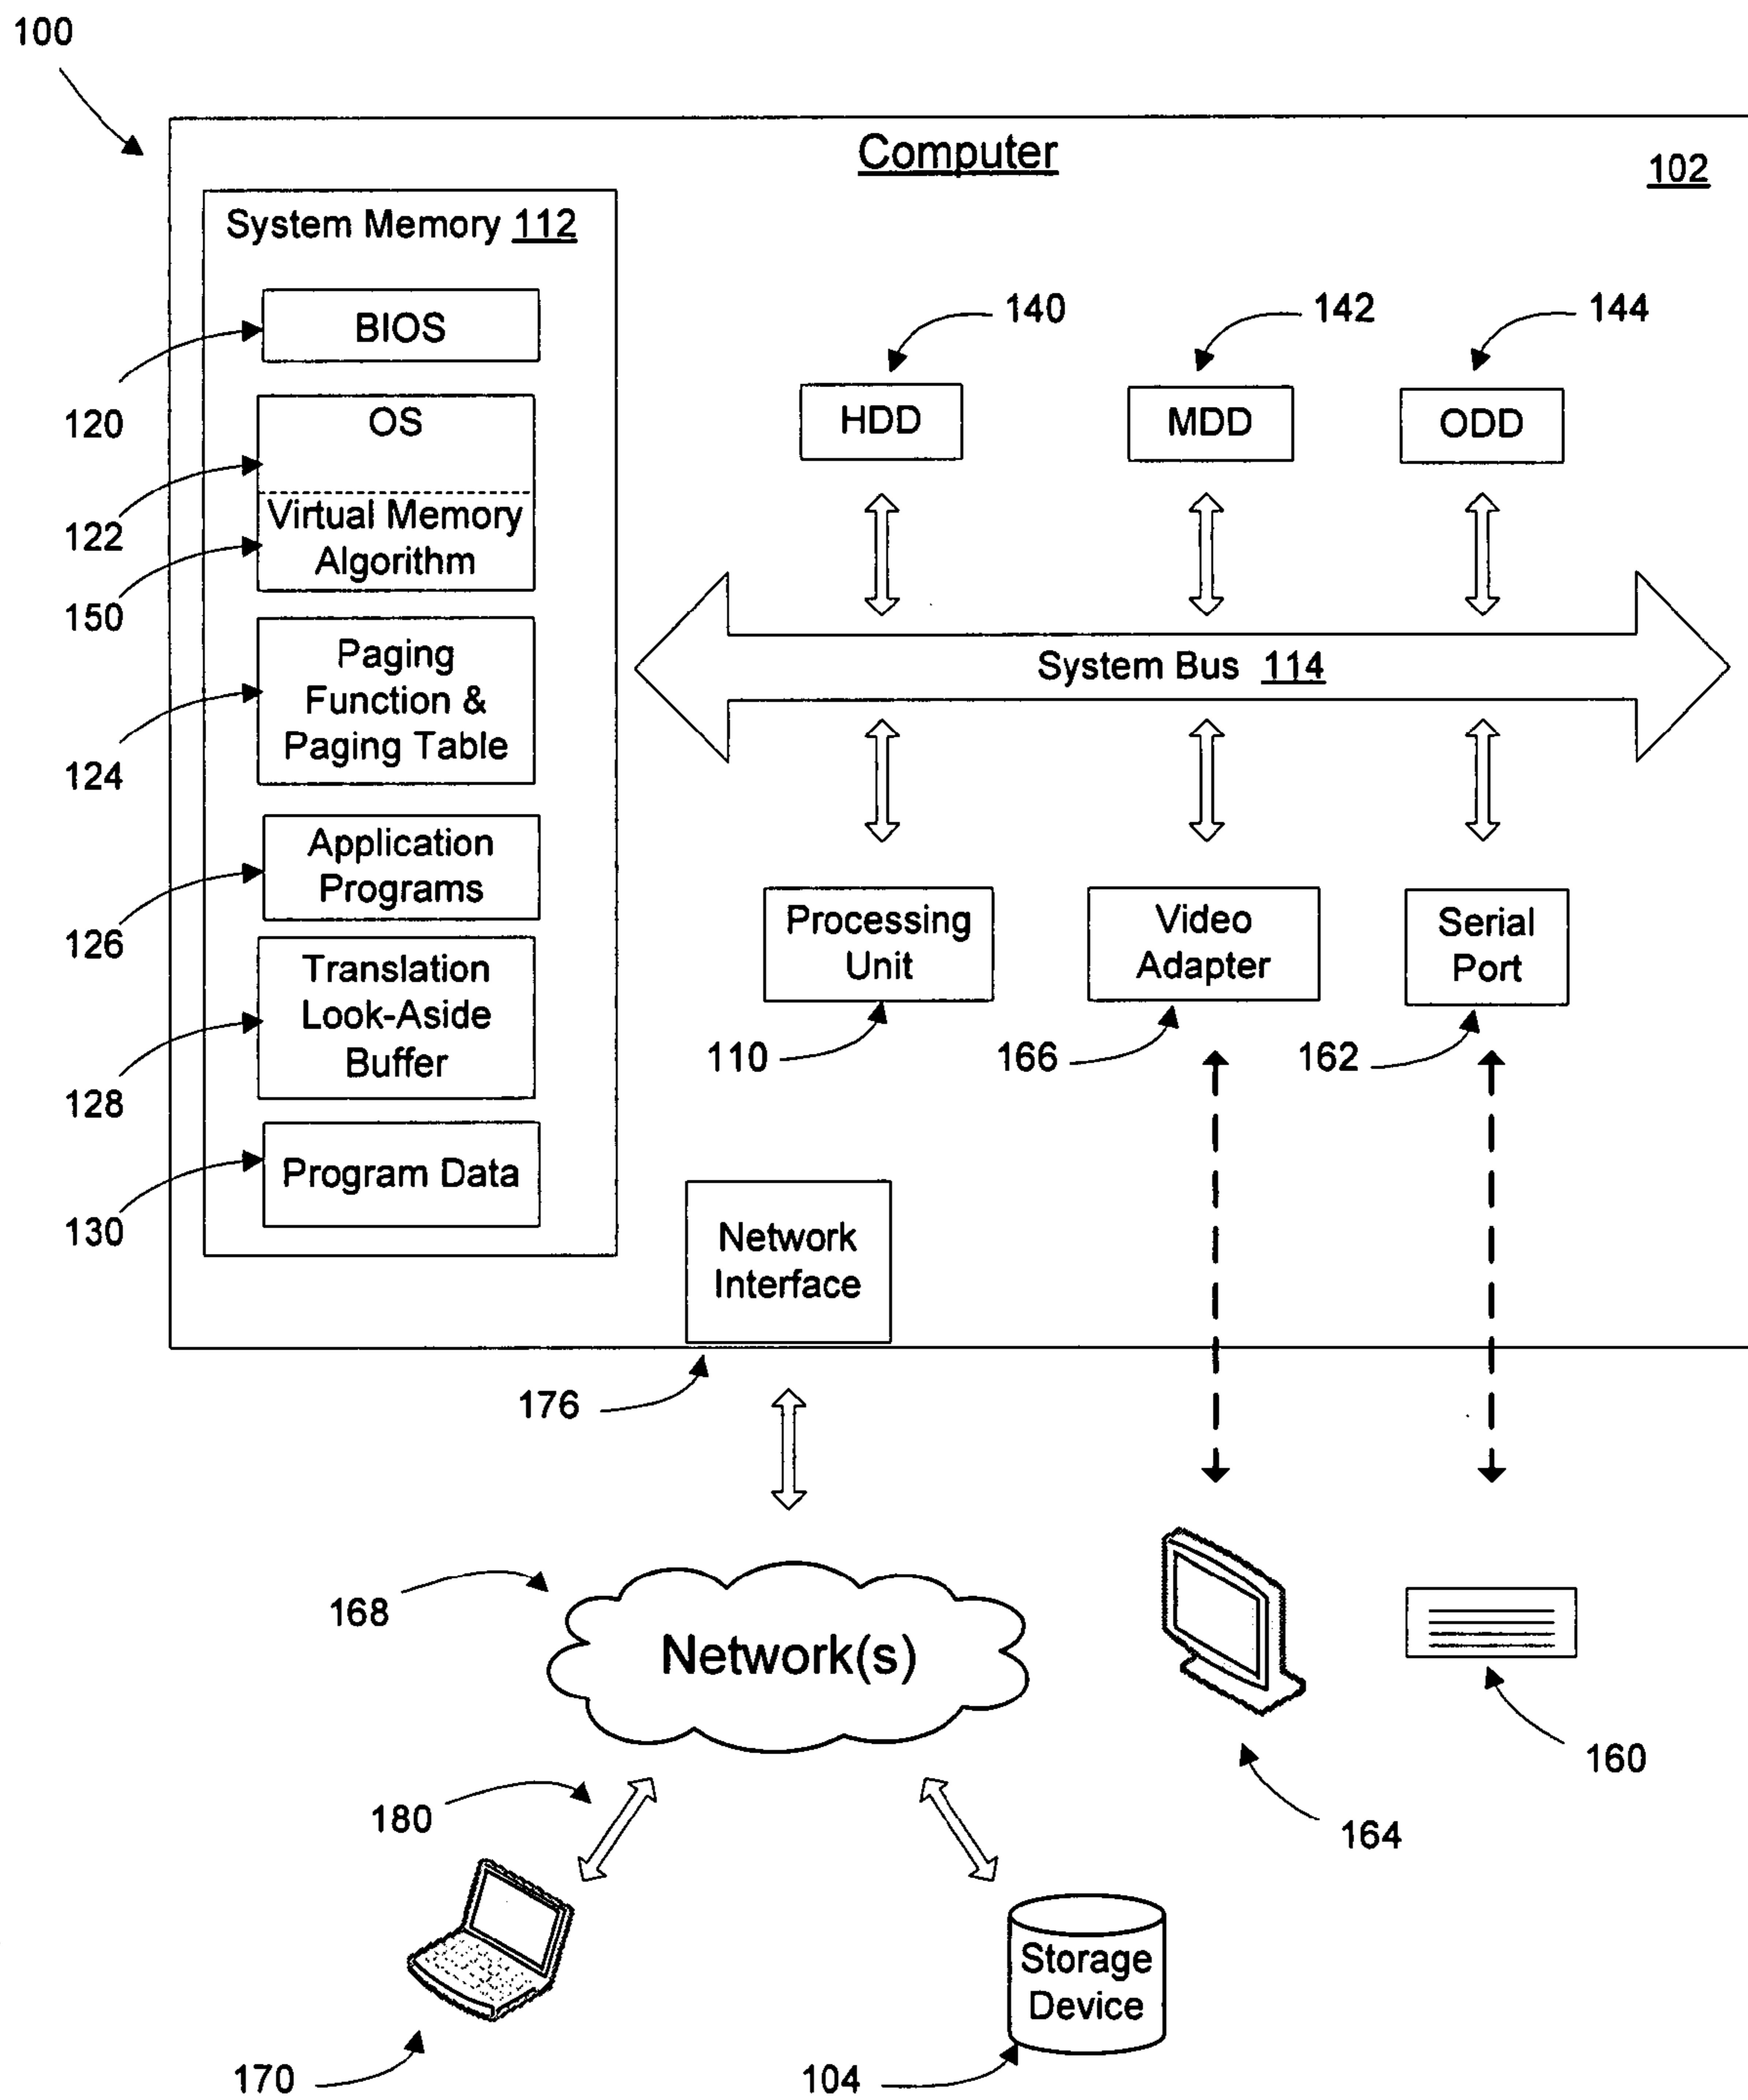 100
Computer
102
System Memory 112
BIOS
120
OS
122
Virtual Memory
Algorithm
150
Paging
Function &
Paging Table
124
Application
Programs
126
Translation
Look-Aside
Buffer
128
Program Data
130
140
142
144
HDD
MDD
ODD
System Bus 114
Processing
Unit
Video
Adapter
Serial
Port
110
166
162
Network
Interface
176
168
Network(s)
160
180
164
Storage
Device
170
104